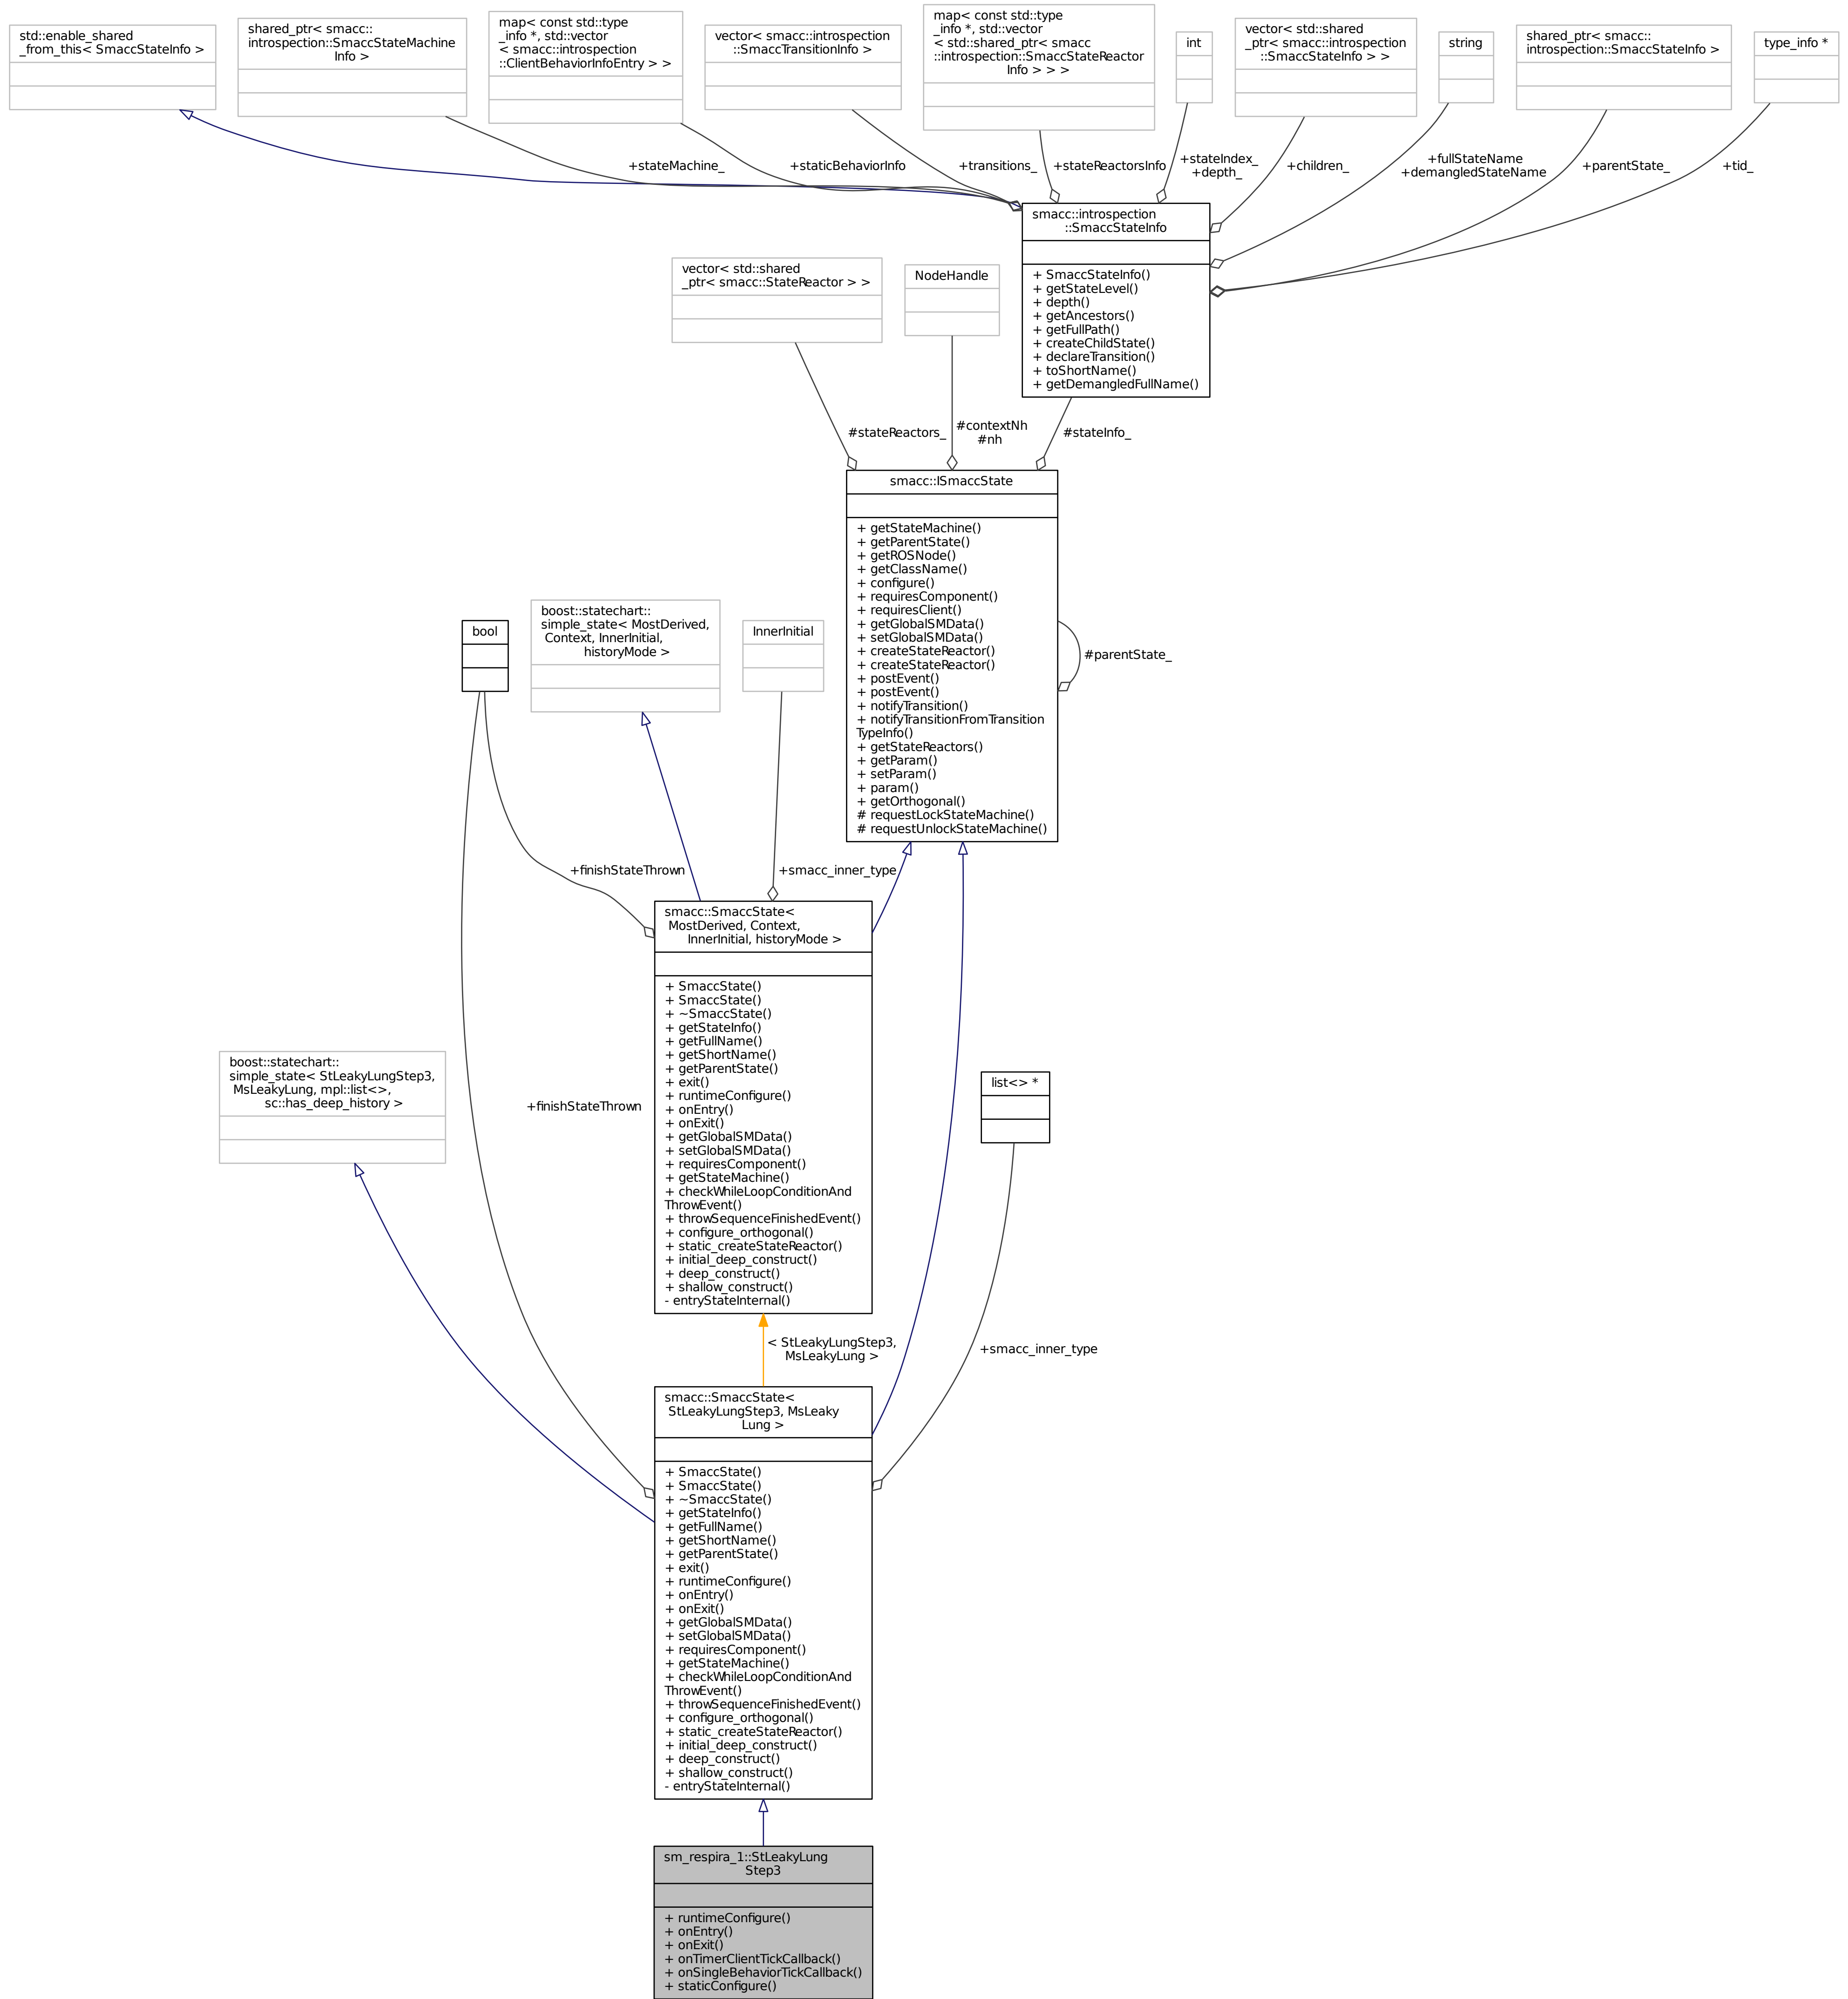 std::enable_shared
_from_this< SmaccStateInfo >
shared_ptr< smacc::
introspection::SmaccStateMachine
Info >
map< const std::type
_info *, std::vector
< smacc::introspection
::ClientBehaviorInfoEntry > >
vector< smacc::introspection
::SmaccTransitionInfo >
map< const std::type
_info *, std::vector
< std::shared_ptr< smacc
::introspection::SmaccStateReactor
Info > > >
int
vector< std::shared
_ptr< smacc::introspection
::SmaccStateInfo > >
string
shared_ptr< smacc::
introspection::SmaccStateInfo >
type_info *
+stateMachine_
+staticBehaviorInfo
+transitions_
+stateReactorsInfo
+stateIndex_
+depth_
+children_
+fullStateName
+demangledStateName
+parentState_
+tid_
smacc::introspection
::SmaccStateInfo
+ SmaccStateInfo()
+ getStateLevel()
+ depth()
+ getAncestors()
+ getFullPath()
+ createChildState()
+ declareTransition()
+ toShortName()
+ getDemangledFullName()
vector< std::shared
_ptr< smacc::StateReactor > >
NodeHandle
#stateReactors_
#contextNh
#nh
#stateInfo_
smacc::ISmaccState
+ getStateMachine()
+ getParentState()
+ getROSNode()
+ getClassName()
+ configure()
+ requiresComponent()
+ requiresClient()
+ getGlobalSMData()
+ setGlobalSMData()
+ createStateReactor()
+ createStateReactor()
+ postEvent()
+ postEvent()
+ notifyTransition()
+ notifyTransitionFromTransition
TypeInfo()
+ getStateReactors()
+ getParam()
+ setParam()
+ param()
+ getOrthogonal()
# requestLockStateMachine()
# requestUnlockStateMachine()
#parentState_
bool
boost::statechart::
simple_state< MostDerived,
Context, InnerInitial,
historyMode >
InnerInitial
+finishStateThrown
+smacc_inner_type
smacc::SmaccState<
MostDerived, Context,
InnerInitial, historyMode >
+ SmaccState()
+ SmaccState()
+ ~SmaccState()
+ getStateInfo()
+ getFullName()
+ getShortName()
+ getParentState()
+ exit()
+ runtimeConfigure()
+ onEntry()
+ onExit()
+ getGlobalSMData()
+ setGlobalSMData()
+ requiresComponent()
+ getStateMachine()
+ checkWhileLoopConditionAnd
ThrowEvent()
+ throwSequenceFinishedEvent()
+ configure_orthogonal()
+ static_createStateReactor()
+ initial_deep_construct()
+ deep_construct()
+ shallow_construct()
- entryStateInternal()
boost::statechart::
simple_state< StLeakyLungStep3,
MsLeakyLung, mpl::list<>,
sc::has_deep_history >
+finishStateThrown
list<> *
< StLeakyLungStep3,
MsLeakyLung >
+smacc_inner_type
smacc::SmaccState<
StLeakyLungStep3, MsLeaky
Lung >
+ SmaccState()
+ SmaccState()
+ ~SmaccState()
+ getStateInfo()
+ getFullName()
+ getShortName()
+ getParentState()
+ exit()
+ runtimeConfigure()
+ onEntry()
+ onExit()
+ getGlobalSMData()
+ setGlobalSMData()
+ requiresComponent()
+ getStateMachine()
+ checkWhileLoopConditionAnd
ThrowEvent()
+ throwSequenceFinishedEvent()
+ configure_orthogonal()
+ static_createStateReactor()
+ initial_deep_construct()
+ deep_construct()
+ shallow_construct()
- entryStateInternal()
sm_respira_1::StLeakyLung
Step3
+ runtimeConfigure()
+ onEntry()
+ onExit()
+ onTimerClientTickCallback()
+ onSingleBehaviorTickCallback()
+ staticConfigure()